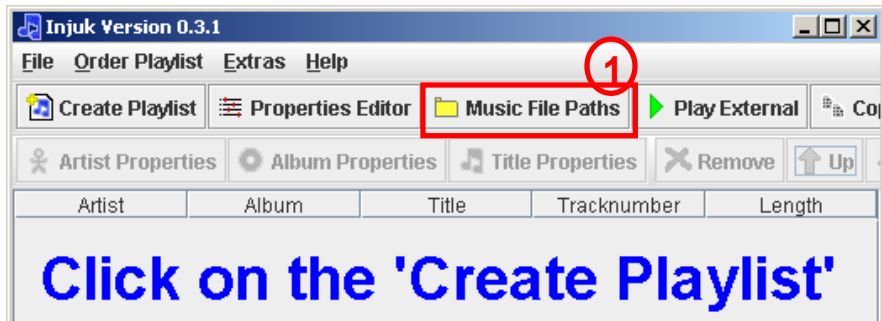 Injuk Version 0.3.1
File Order Playlist Extras Help
1
Create Playlist Properties Editor Music File Paths Play External
Artist Properties Album Properties Title Properties Remove Up
Artist Album Title Tracknumber Length
Click on the 'Create Playlist'